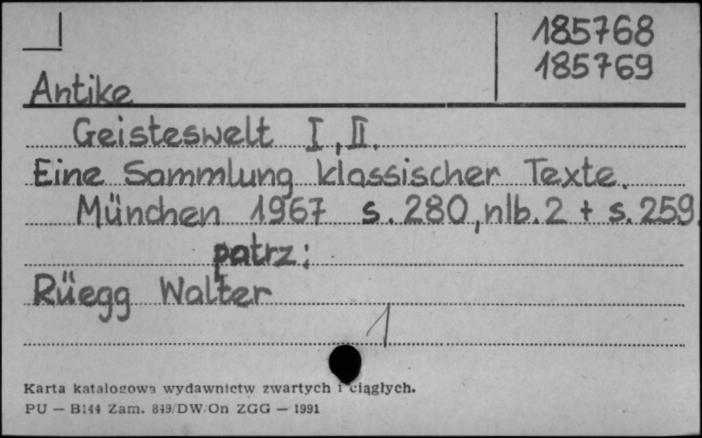 185768
185769
Antike
Geisteswelt I, II.
Eine Sammlung klassischer Texte.
München 1967 s. 280, nlb. 2 + s. 259
patrz:
Rüegg Walter
1
Karta katalogowa wydawnictw zwartych i ciągłych.
PU — B144 Zam. 849/DW/On ZGG — 1991